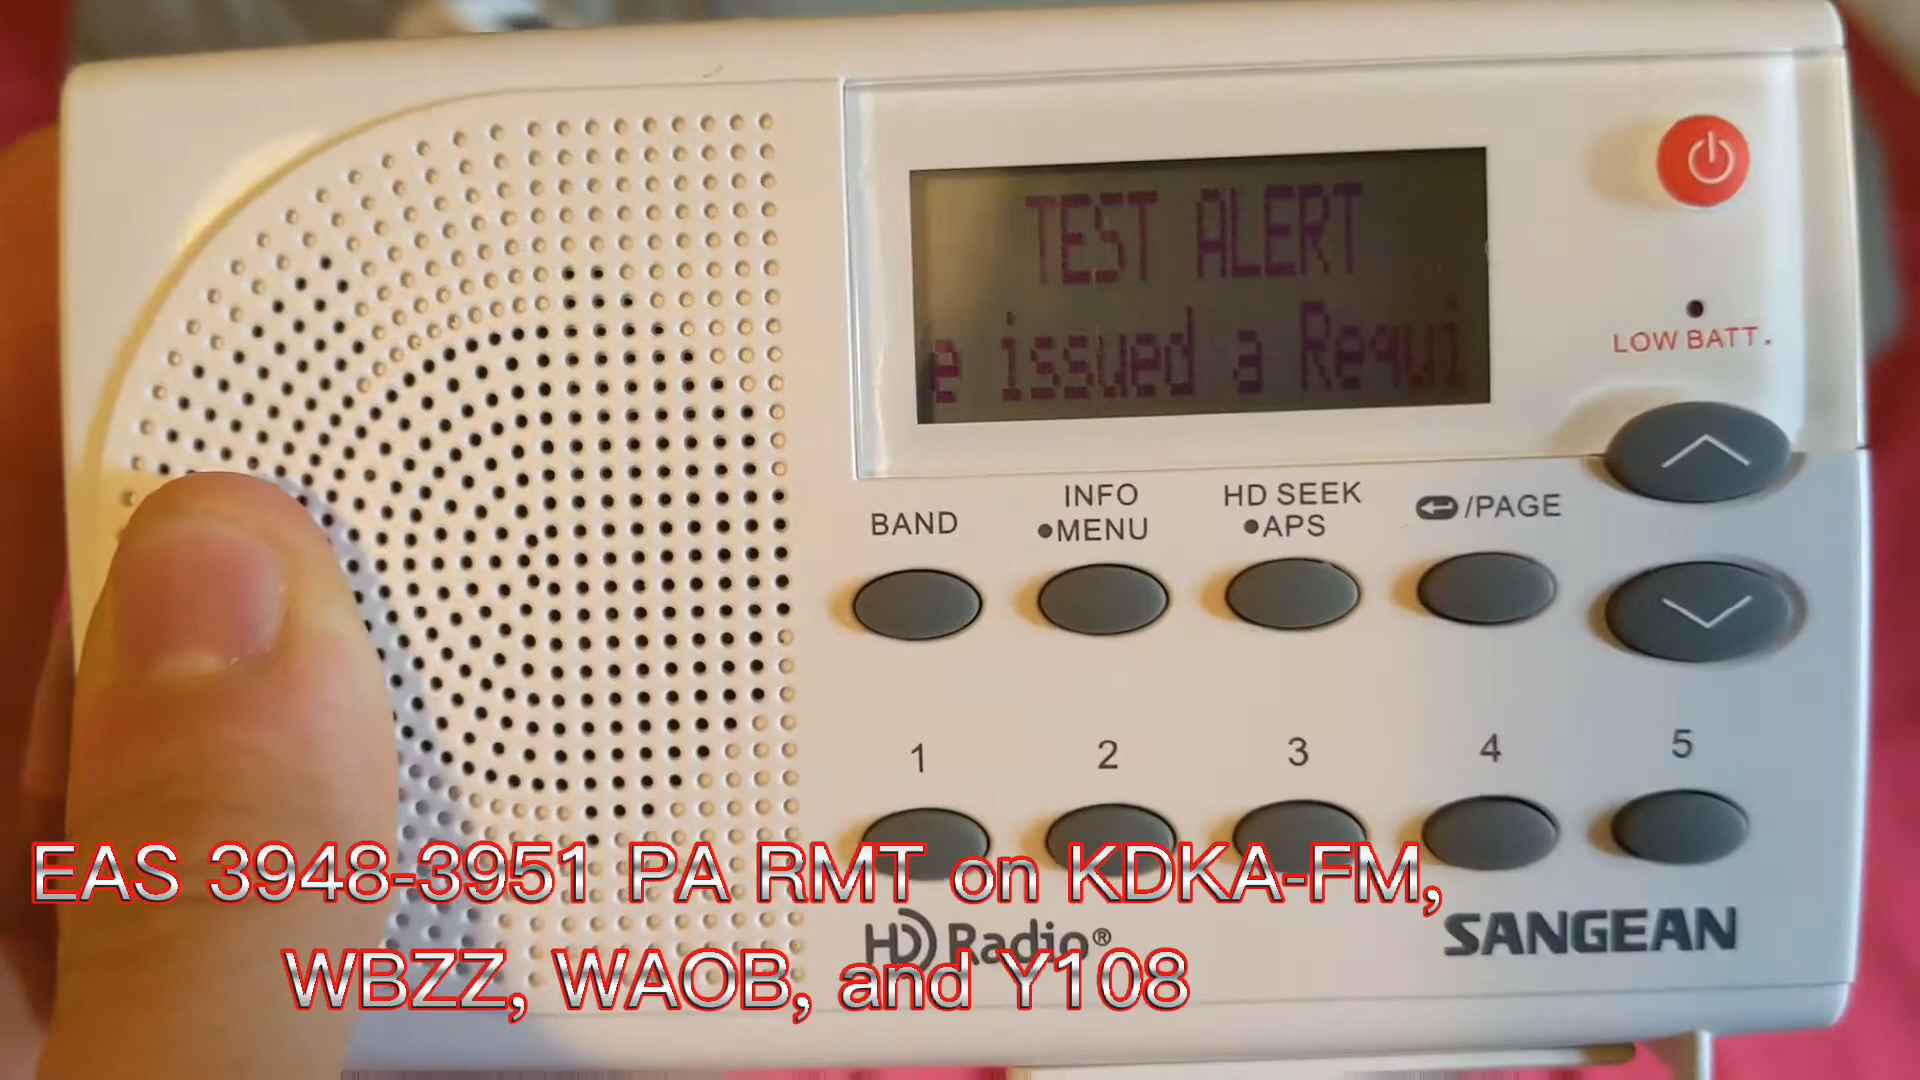 TEST ALERT
e issued a Requi
LOW BATT.
BAND
INFO
•MENU
HD SEEK
•APS
/PAGE
1
2
3
4
5
EAS 3948-3951 PA RMT on KDKA-FM,
HD Radio®
SANGEAN
WBZZ, WAOB, and Y108